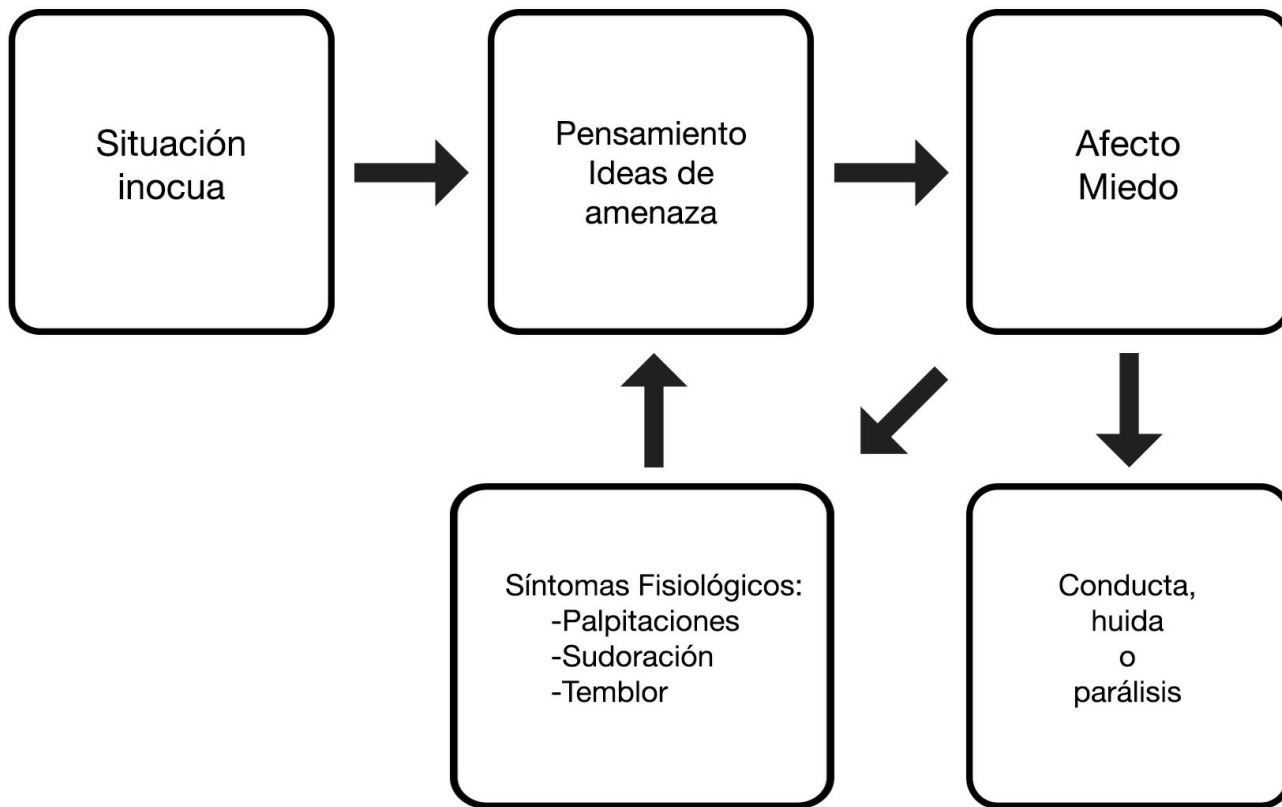 Situación
inocua
Pensamiento
Ideas de
amenaza
Afecto
Miedo
Síntomas Fisiológicos:
-Palpitaciones
-Sudoración
-Temblor
Conducta,
huida
o
parálisis